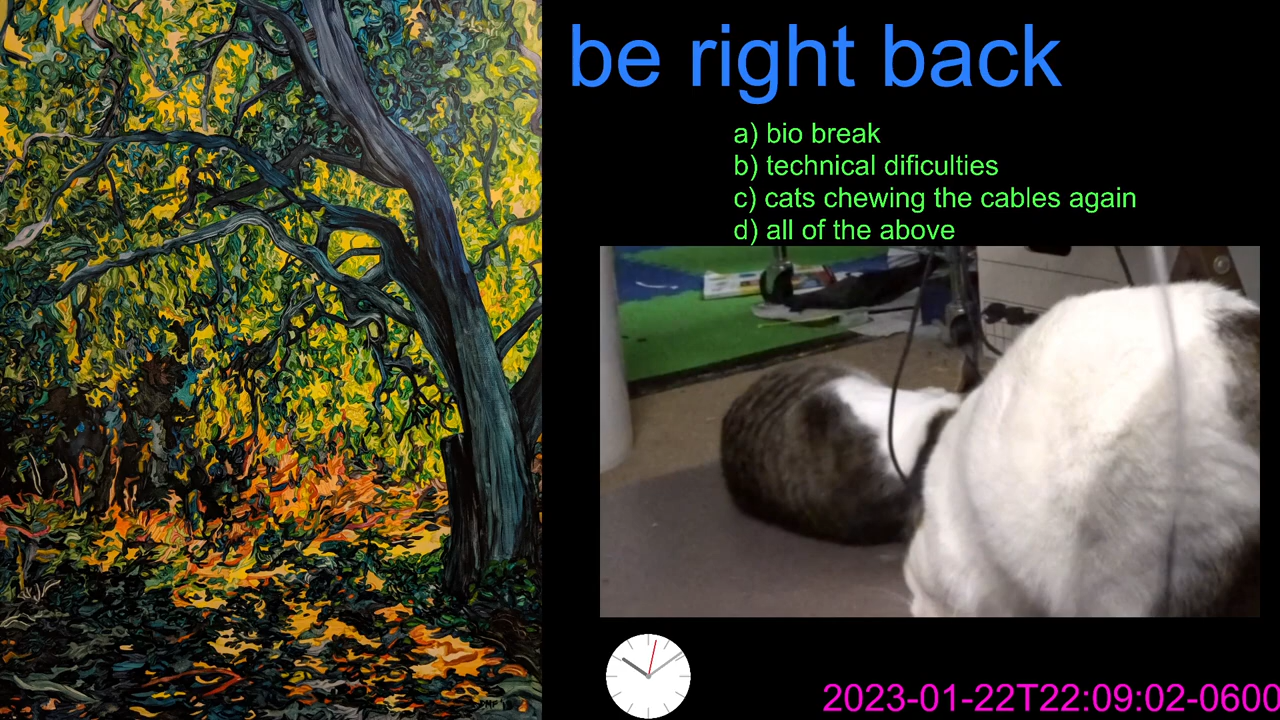 be right back
a) bio break
b) technical dificulties
c) cats chewing the cables again
d) all of the above
2023-01-22T22:09:02-0600